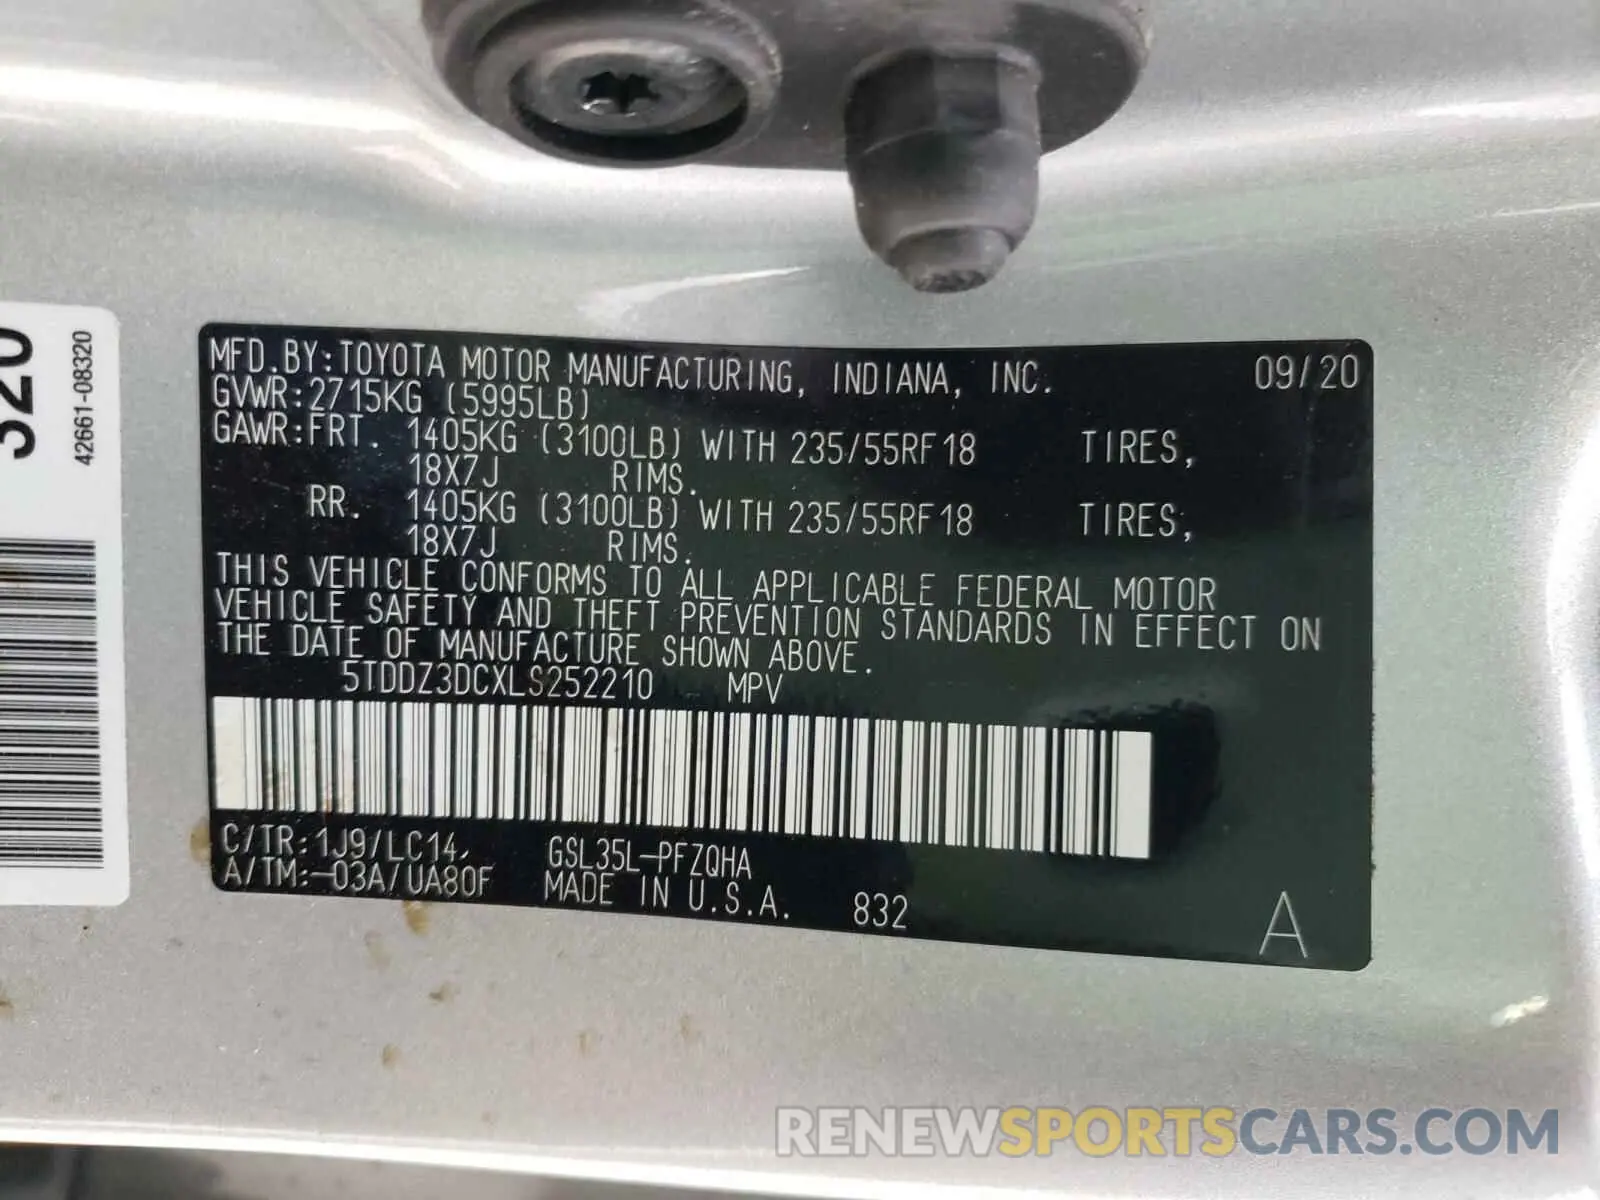 MFD.BY:TOYOTA MOTOR MANUFACTURING, INDIANA, INC. 09/20
GVWR:2715KG (5995LB)
GAWR:FRT. 1405KG (3100LB) WITH 235/55RF18 TIRES,
18X7J RIMS.
RR. 1405KG (3100LB) WITH 235/55RF18 TIRES,
18X7J RIMS.
THIS VEHICLE CONFORMS TO ALL APPLICABLE FEDERAL MOTOR
VEHICLE SAFETY AND THEFT PREVENTION STANDARDS IN EFFECT ON
THE DATE OF MANUFACTURE SHOWN ABOVE.
5TDDZ3DCXLS252210 MPV
C/TR:1J9/LC14, GSL35L-PFZQHA
A/TM:-03A/UA80F MADE IN U.S.A. 832
A
320
42661-08320
RENEWSPORTSCARS.COM